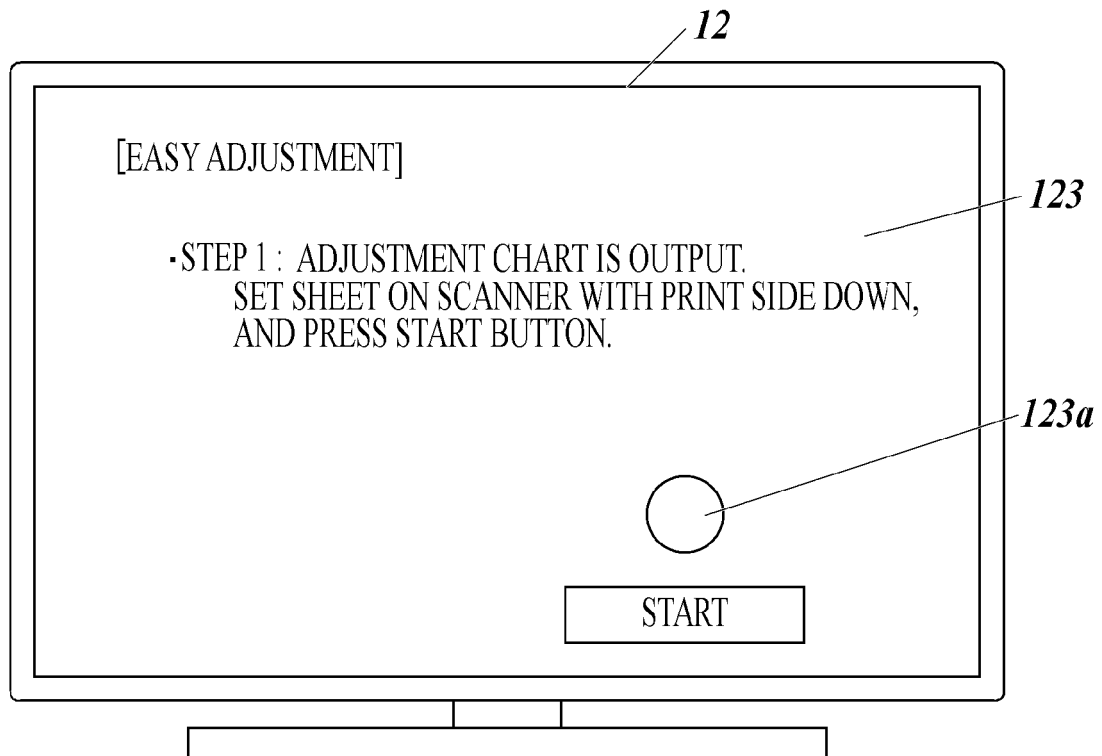 12
[EASY ADJUSTMENT]
123
·STEP 1 : ADJUSTMENT CHART IS OUTPUT.
SET SHEET ON SCANNER WITH PRINT SIDE DOWN,
AND PRESS START BUTTON.
123a
START